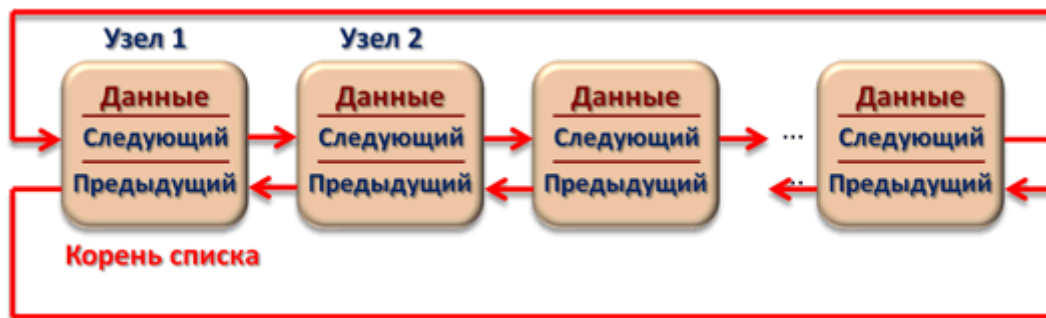 Узел 1
Узел 2
Данные
Данные
Данные
Данные
Следующий
Следующий
Следующий
...
Следующий
Предыдущий
Предыдущий
Предыдущий
...
Предыдущий
Корень списка